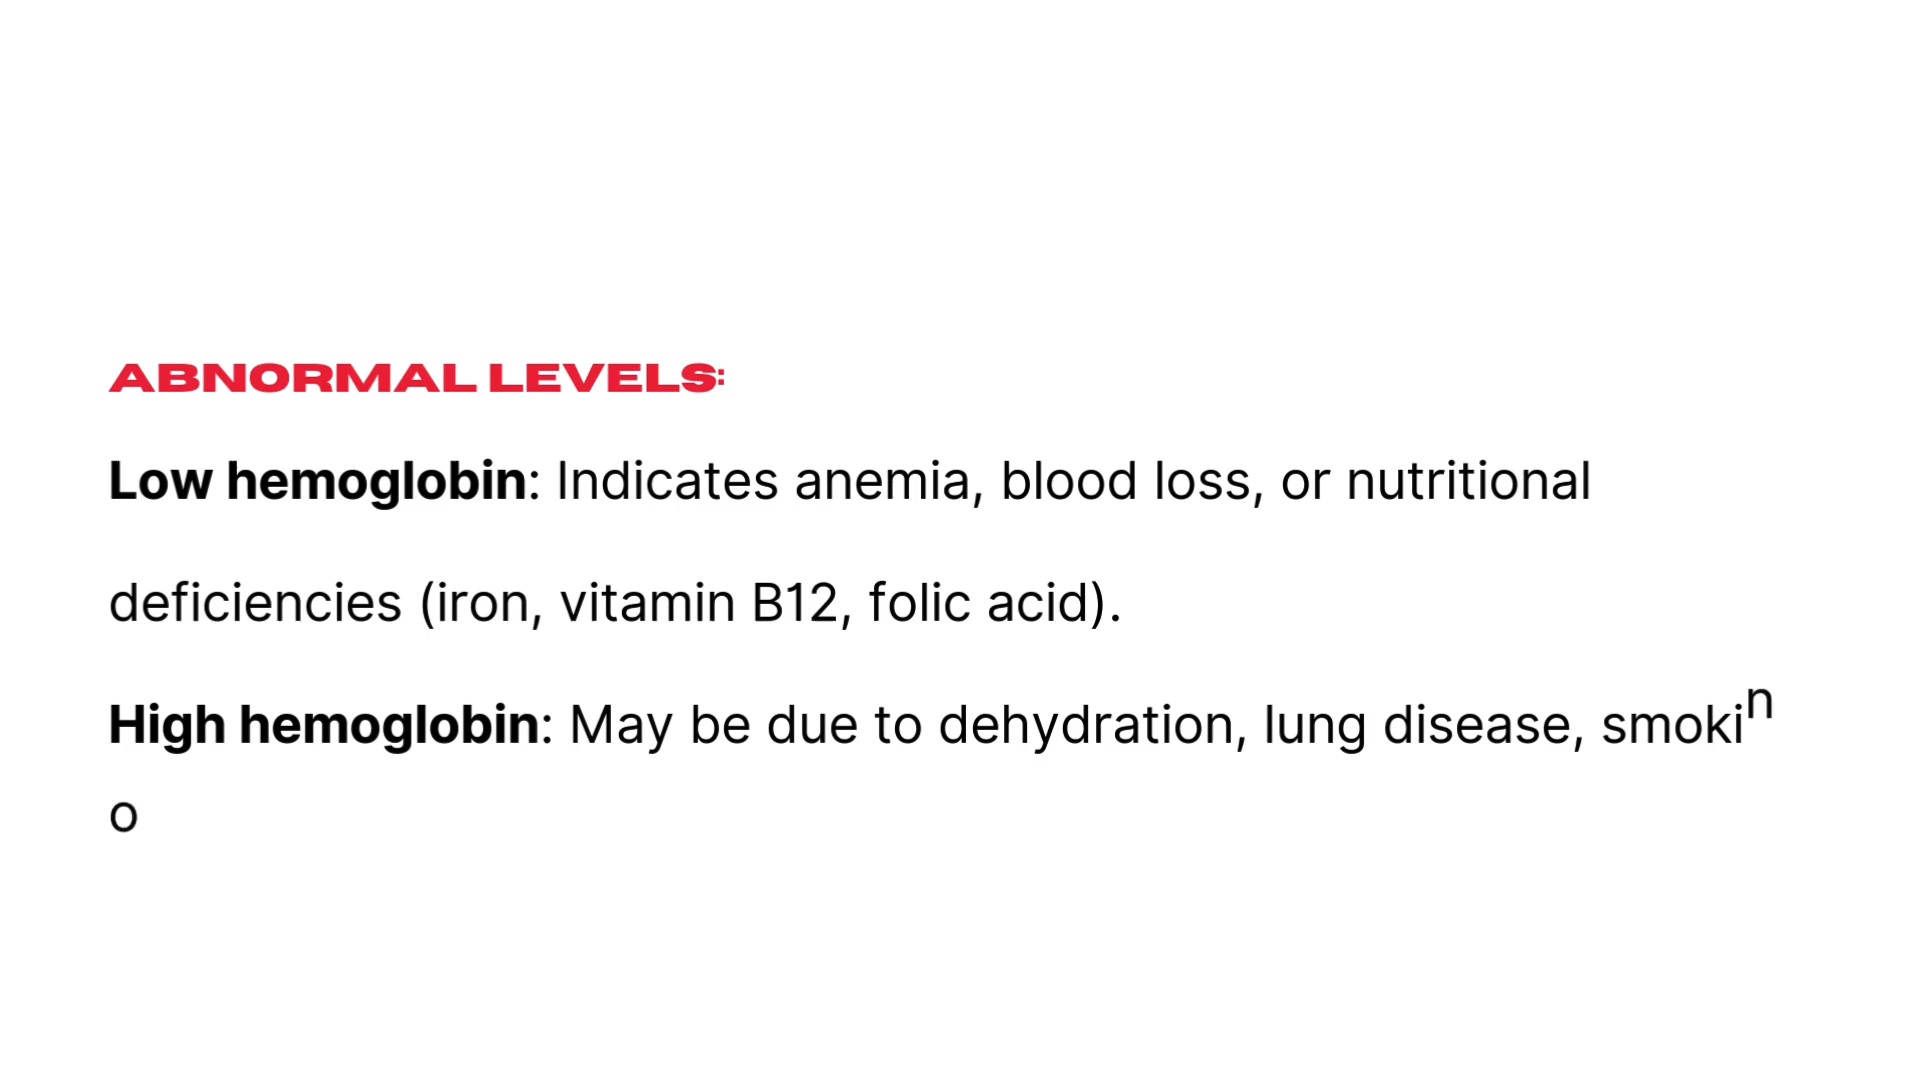 ABNORMAL LEVELS:
Low hemoglobin: Indicates anemia, blood loss, or nutritional
deficiencies (iron, vitamin B12, folic acid).
High hemoglobin: May be due to dehydration, lung disease, smokin
o